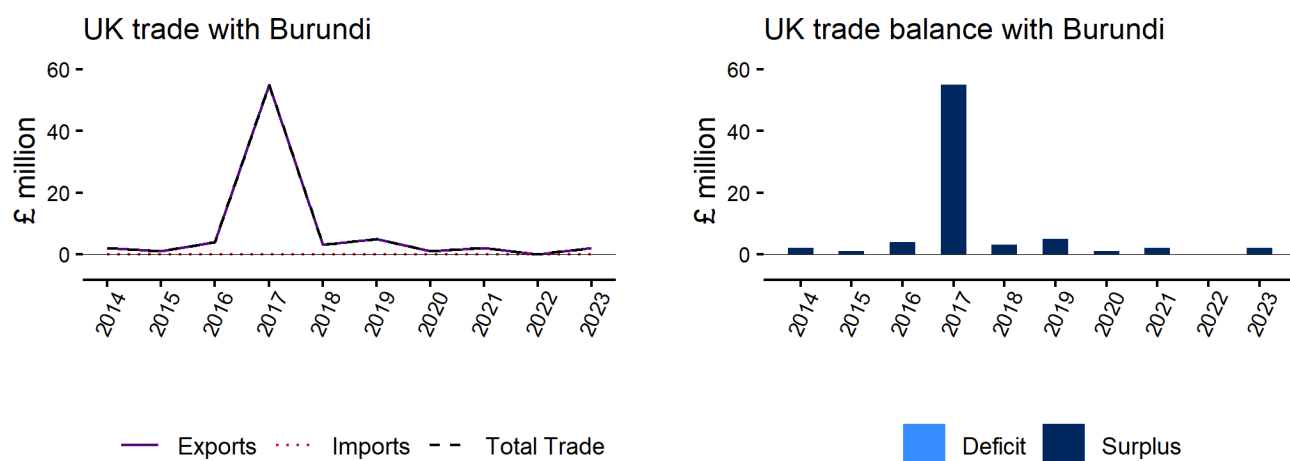 UK trade with Burundi
£ million
60
40
20
0
2014 2015 2016 2017 2018 2019 2020 2021 2022 2023
Exports Imports Total Trade
UK trade balance with Burundi
£ million
60
40
20
0
2014 2015 2016 2017 2018 2019 2020 2021 2022 2023
Deficit Surplus